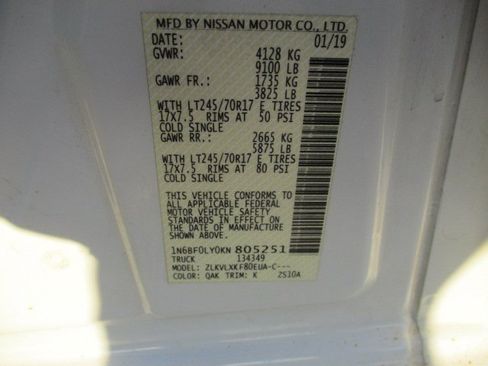 MFD BY NISSAN MOTOR CO., LTD.
DATE: 01/19
GVWR: 4128 KG
9100 LB
GAWR FR.: 1735 KG
3825 LB
WITH LT245/70R17 E TIRES
17X7.5 RIMS AT 50 PSI
COLD SINGLE
GAWR RR.: 2665 KG
5875 LB
WITH LT245/70R17 E TIRES
17X7.5 RIMS AT 80 PSI
COLD SINGLE
THIS VEHICLE CONFORMS TO
ALL APPLICABLE FEDERAL
MOTOR VEHICLE SAFETY
STANDARDS IN EFFECT ON
THE DATE OF MANUFACTURE
SHOWN ABOVE.
1N6BF0LY0KN 805251
TRUCK 134349
MODEL: ZLKVLXKF80EUA-C---
COLOR: QAK TRIM: K 2S10A